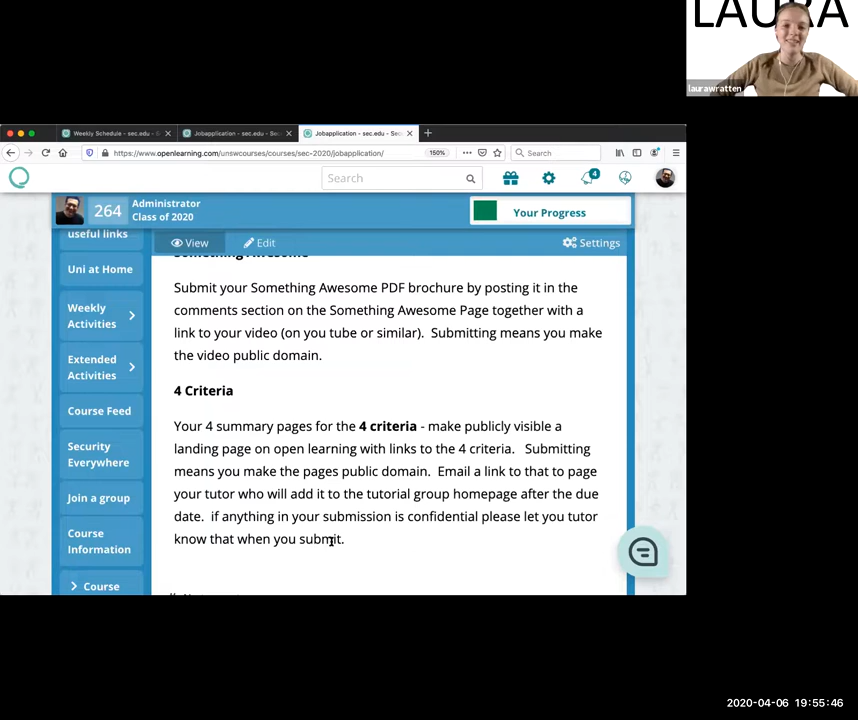 LAURA
laurawratten
Weekly Schedule - sec.edu - S
Jobapplication - sec.edu - Sec
Jobapplication - sec.edu - Sec
https://www.openlearning.com/unswcourses/courses/sec-2020/jobapplication/
150%
Search
Search
4
264
Administrator
Class of 2020
Your Progress
useful links
View
Edit
Settings
Something Awesome
Uni at Home
Weekly
Activities
Extended
Activities
Course Feed
Security
Everywhere
Join a group
Course
Information
Course
Submit your Something Awesome PDF brochure by posting it in the
comments section on the Something Awesome Page together with a
link to your video (on you tube or similar). Submitting means you make
the video public domain.
4 Criteria
Your 4 summary pages for the 4 criteria - make publicly visible a
landing page on open learning with links to the 4 criteria. Submitting
means you make the pages public domain. Email a link to that to page
your tutor who will add it to the tutorial group homepage after the due
date. if anything in your submission is confidential please let you tutor
know that when you submit.
2020-04-06 19:55:46